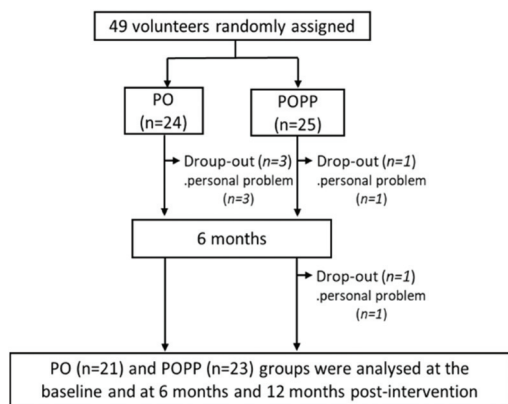 49 volunteers randomly assigned
PO
(n=24)
POPP
(n=25)
Droup-out (n=3)
.personal problem
(n=3)
Drop-out (n=1)
.personal problem
(n=1)
6 months
Drop-out (n=1)
.personal problem
(n=1)
PO (n=21) and POPP (n=23) groups were analysed at the
baseline and at 6 months and 12 months post-intervention